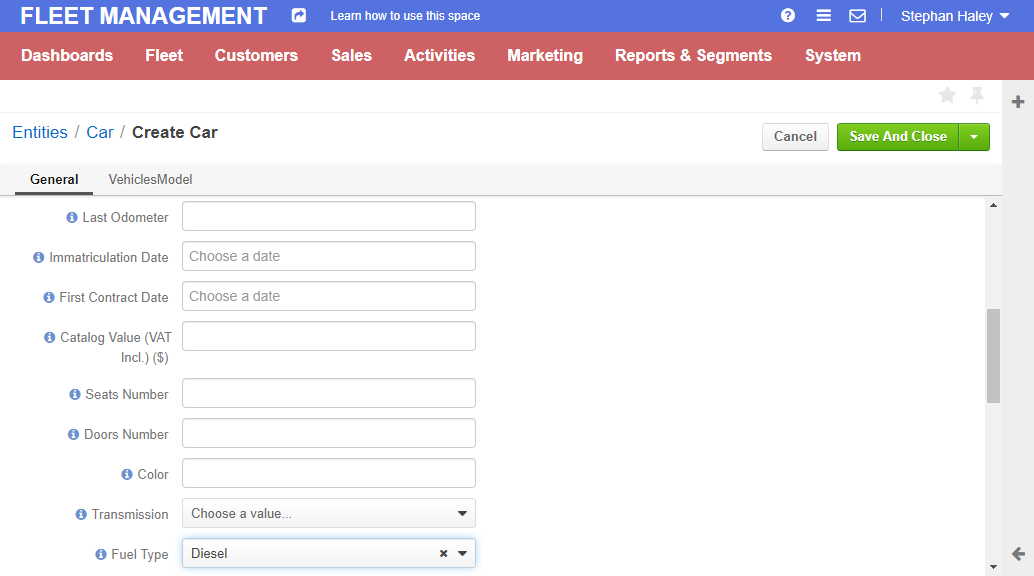 FLEET MANAGEMENT Learn how to use this space Stephan Haley
Dashboards Fleet Customers Sales Activities Marketing Reports & Segments System
Entities / Car / Create Car Cancel Save And Close
General VehiclesModel
Last Odometer
Immatriculation Date Choose a date
First Contract Date Choose a date
Catalog Value (VAT
Incl.) ($)
Seats Number
Doors Number
Color
Transmission Choose a value...
Fuel Type Diesel